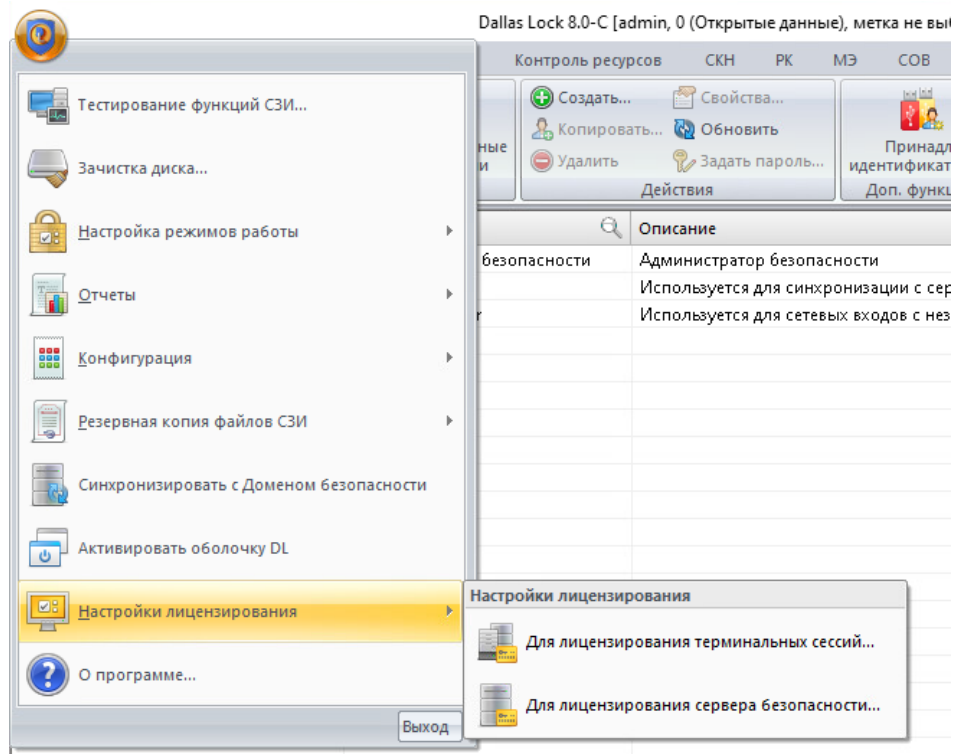 Dallas Lock 8.0-C [admin, 0 (Открытые данные), метка не
Контроль ресурсов СКН РК МЭ СОВ
Тестирование функций СЗИ...
Зачистка диска...
Настройка режимов работы
Отчеты
Конфигурация
Резервная копия файлов СЗИ
Синхронизировать с Доменом безопасности
Активировать оболочку DL
Настройки лицензирования
О программе...
Выход
Создать... Свойства...
Копировать... Обновить
Удалить Задать пароль...
Действия
Принадл
идентификат
Доп. функц
Описание
безопасности Администратор безопасности
Используется для синхронизации с сер
Используется для сетевых входов с нез
Настройки лицензирования
Для лицензирования терминальных сессий...
Для лицензирования сервера безопасности...